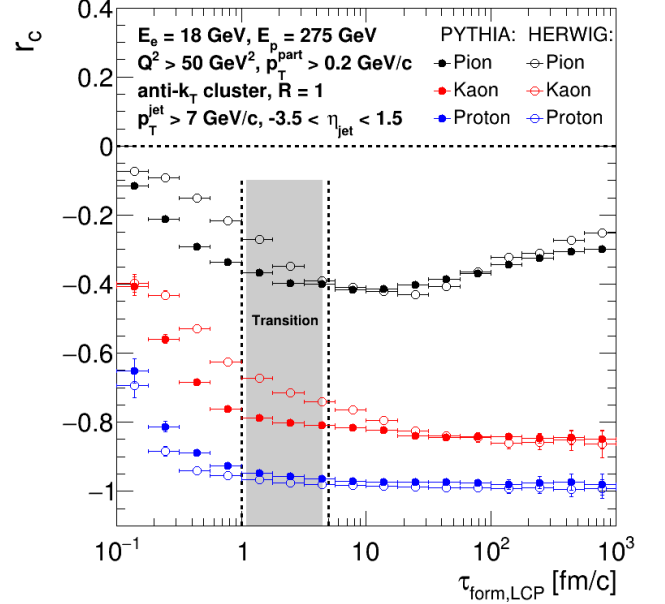 r_c
0.4
0.2
0
−0.2
−0.4
−0.6
−0.8
−1
E_e = 18 GeV, E_p = 275 GeV
Q^2 > 50 GeV^2, p_T^part > 0.2 GeV/c
anti-k_T cluster, R = 1
p_T^jet > 7 GeV/c, -3.5 < η_jet < 1.5
PYTHIA: HERWIG:
Pion Pion
Kaon Kaon
Proton Proton
Transition
10^−1 1 10 10^2 10^3
τ_form,LCP [fm/c]